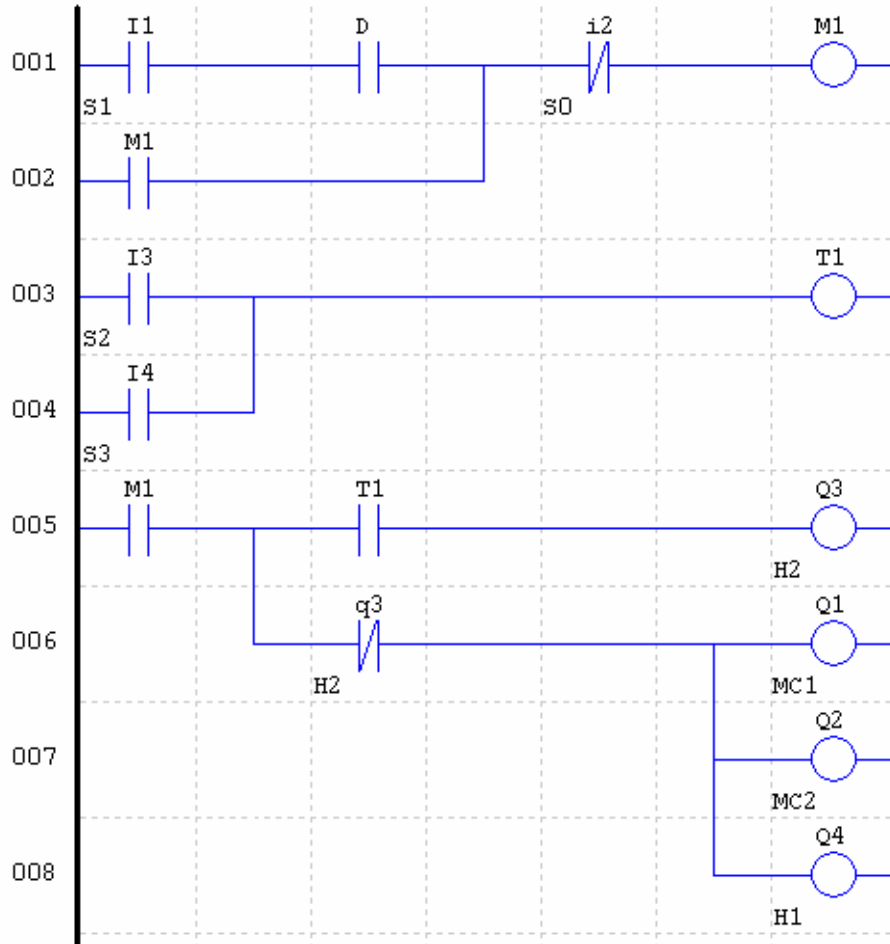 I1 D i2 M1
001
S1 S0
M1
002
I3 T1
003
S2
I4
004
S3
M1 T1 Q3
005
H2
q3 Q1
006
H2 MC1
Q2
007
MC2
Q4
008
H1